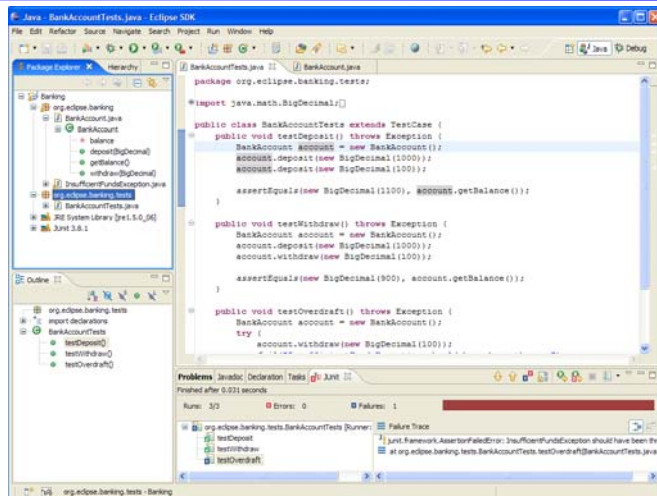 Java - BankAccountTests.java - Eclipse SDK
File Edit Refactor Source Navigate Search Project Run Window Help
Java Debug
Package Explorer Hierarchy
BankAccountTests.java BankAccount.java
Banking
org.eclipse.banking
BankAccount.java
BankAccount
balance
deposit(BigDecimal)
getBalance()
withdraw(BigDecimal)
InsufficientFundsException.java
org.eclipse.banking.tests
BankAccountTests.java
JRE System Library [jre1.5.0_06]
JUnit 3.8.1
package org.eclipse.banking.tests;
import java.math.BigDecimal;
public class BankAccountTests extends TestCase {
public void testDeposit() throws Exception {
BankAccount account = new BankAccount();
account.deposit(new BigDecimal(1000));
account.deposit(new BigDecimal(100));
assertEquals(new BigDecimal(1100), account.getBalance());
}
public void testWithdraw() throws Exception {
BankAccount account = new BankAccount();
account.deposit(new BigDecimal(1000));
account.withdraw(new BigDecimal(100));
assertEquals(new BigDecimal(900), account.getBalance());
}
public void testOverdraft() throws Exception {
BankAccount account = new BankAccount();
try {
account.withdraw(new BigDecimal(100));
Outline
org.eclipse.banking.tests
import declarations
BankAccountTests
testDeposit()
testWithdraw()
testOverdraft()
Problems Javadoc Declaration Tasks JUnit
Finished after 0.031 seconds
Runs: 3/3 Errors: 0 Failures: 1
org.eclipse.banking.tests.BankAccountTests [Runner:
testDeposit
testWithdraw
testOverdraft
Failure Trace
junit.framework.AssertionFailedError: InsufficientFundsException should have been th
at org.eclipse.banking.tests.BankAccountTests.testOverdraft(BankAccountTests.java
org.eclipse.banking.tests - Banking